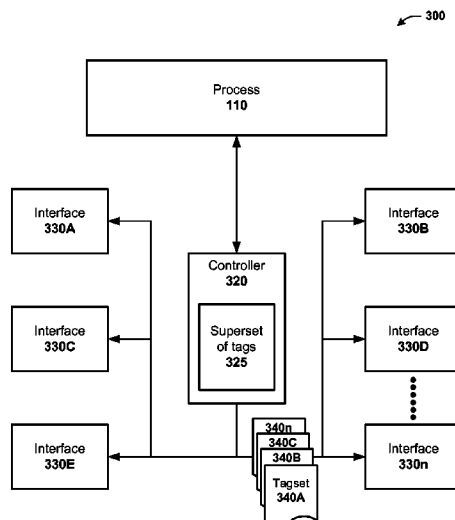 300
Process
110
Interface
330A
Interface
330B
Controller
320
Superset
of tags
325
Interface
330C
Interface
330D
340n
340C
340B
Tagset
340A
Interface
330E
Interface
330n